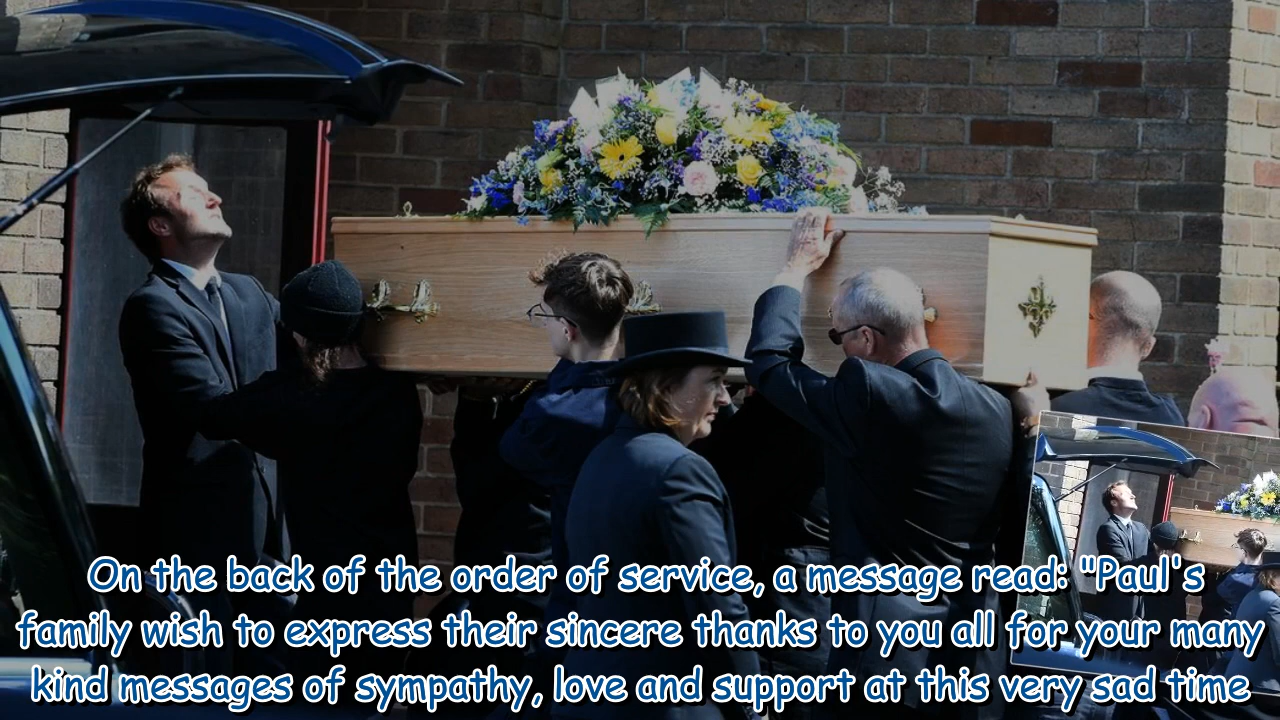 On the back of the order of service, a message read: "Paul's
family wish to express their sincere thanks to you all for your many
kind messages of sympathy, love and support at this very sad time